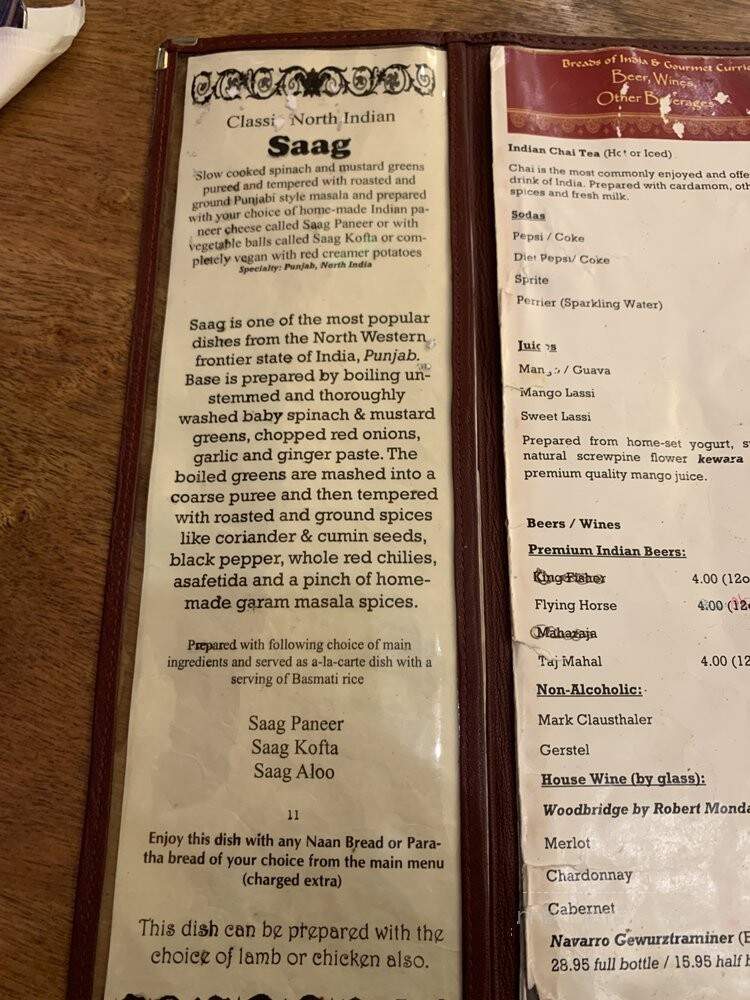 Classi North Indian
Saag
Slow cooked spinach and mustard greens
pureed and tempered with roasted and
ground Punjabi style masala and prepared
with your choice of home-made Indian pa-
neer cheese called Saag Paneer or with
vegetable balls called Saag Kofta or com-
pletely vegan with red creamer potatoes
Specialty: Punjab, North India
Saag is one of the most popular
dishes from the North Western
frontier state of India, Punjab.
Base is prepared by boiling un-
stemmed and thoroughly
washed baby spinach & mustard
greens, chopped red onions,
garlic and ginger paste. The
boiled greens are mashed into a
coarse puree and then tempered
with roasted and ground spices
like coriander & cumin seeds,
black pepper, whole red chilies,
asafetida and a pinch of home-
made garam masala spices.
Prepared with following choice of main
ingredients and served as a-la-carte dish with a
serving of Basmati rice
Saag Paneer
Saag Kofta
Saag Aloo
11
Enjoy this dish with any Naan Bread or Para-
tha bread of your choice from the main menu
(charged extra)
This dish can be prepared with the
choice of lamb or chicken also.
Breads of India & Gourmet Currie
Beer, Wines,
Other Beverages
Indian Chai Tea (Hot or Iced)
Chai is the most commonly enjoyed and offe
drink of India. Prepared with cardamom, oth
spices and fresh milk.
Sodas
Pepsi / Coke
Diet Pepsi/ Coke
Sprite
Perrier (Sparkling Water)
Juices
Mango / Guava
Mango Lassi
Sweet Lassi
Prepared from home-set yogurt, s
natural screwpine flower kewara
premium quality mango juice.
Beers / Wines
Premium Indian Beers:
King Fisher 4.00 (12o
Flying Horse 4.00 (12
Maharaja
Taj Mahal 4.00 (12
Non-Alcoholic:
Mark Clausthaler
Gerstel
House Wine (by glass):
Woodbridge by Robert Monda
Merlot
Chardonnay
Cabernet
Navarro Gewurztraminer (
28.95 full bottle / 15.95 half b